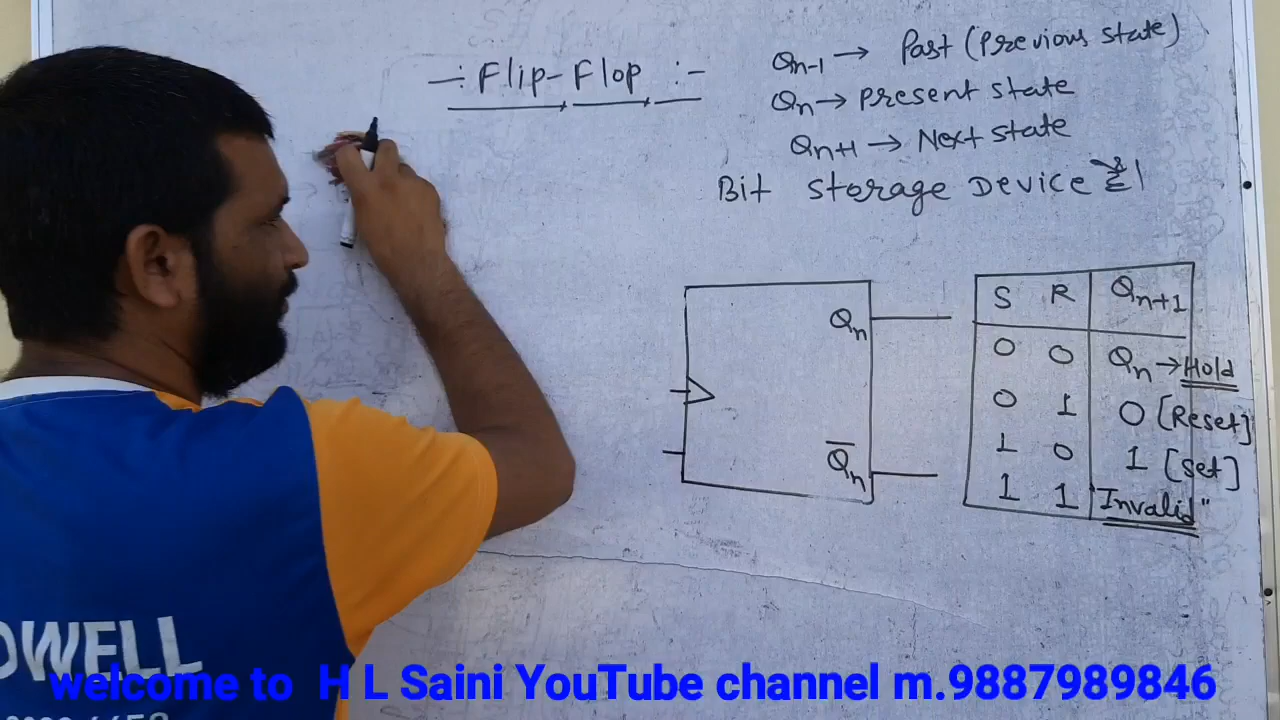 -: Flip-Flop :-
Qn-1 → Past (Previous state)
Qn → Present state
Qn+1 → Next state
Bit storage Device है।
Qn
Q̅n
S R Qn+1
0 0 Qn → Hold
0 1 0 [Reset]
1 0 1 [set]
1 1 "Invalid"
OWELL
welcome to H L Saini YouTube channel m.9887989846